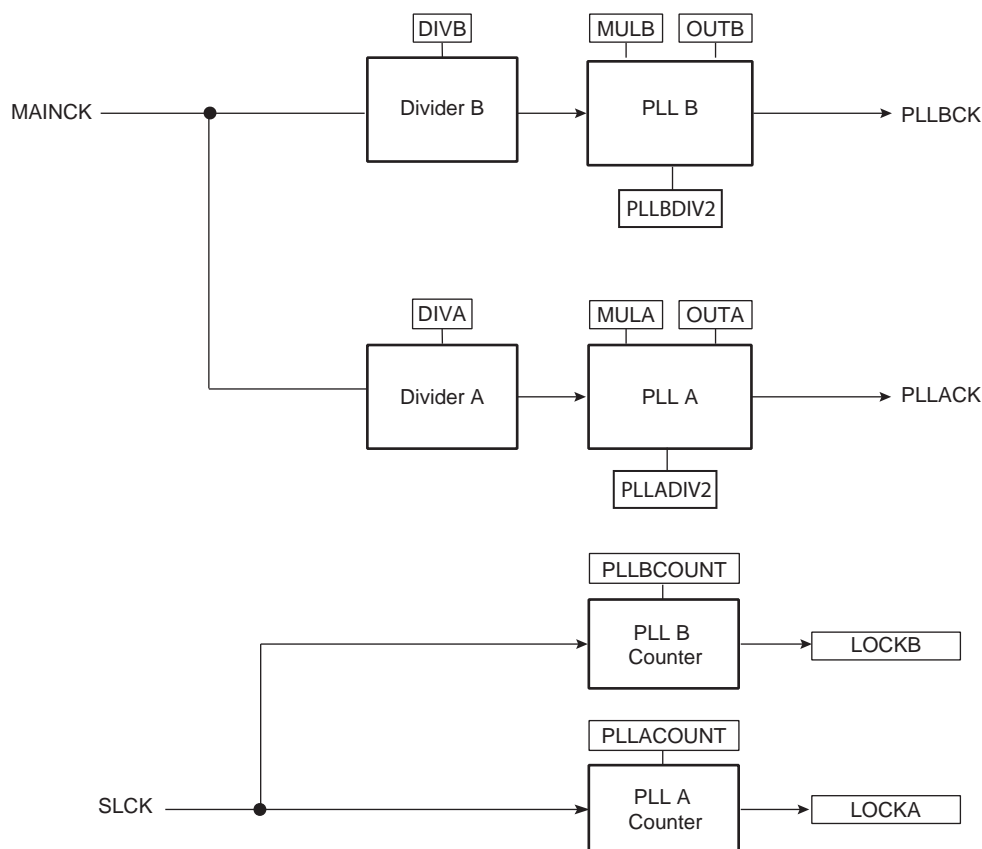 DIVB
MULB
OUTB
MAINCK
Divider B
PLL B
PLLBCK
PLLBDIV2
DIVA
MULA
OUTA
Divider A
PLL A
PLLACK
PLLADIV2
PLLBCOUNT
PLL B
Counter
LOCKB
PLLACOUNT
SLCK
PLL A
Counter
LOCKA